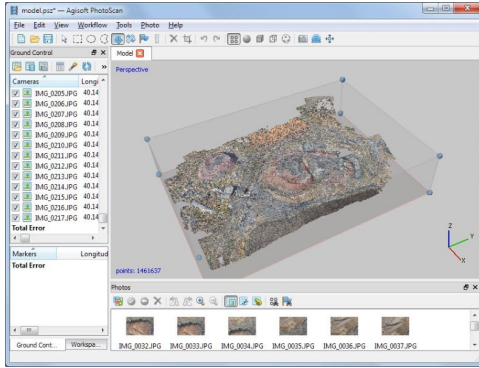 model.psz* — Agisoft PhotoScan
File Edit View Workflow Tools Photo Help
Ground Control
Model
Cameras Longi
Perspective
IMG_0205.JPG 40.14
IMG_0206.JPG 40.14
IMG_0207.JPG 40.14
IMG_0208.JPG 40.14
IMG_0209.JPG 40.14
IMG_0210.JPG 40.14
IMG_0211.JPG 40.14
IMG_0212.JPG 40.14
IMG_0213.JPG 40.14
IMG_0214.JPG 40.14
IMG_0215.JPG 40.14
IMG_0216.JPG 40.14
IMG_0217.JPG 40.14
Total Error
Markers Longitud
Total Error
Z
Y
X
points: 1461637
Photos
IMG_0032.JPG IMG_0033.JPG IMG_0034.JPG IMG_0035.JPG IMG_0036.JPG IMG_0037.JPG
Ground Cont... Workspa...